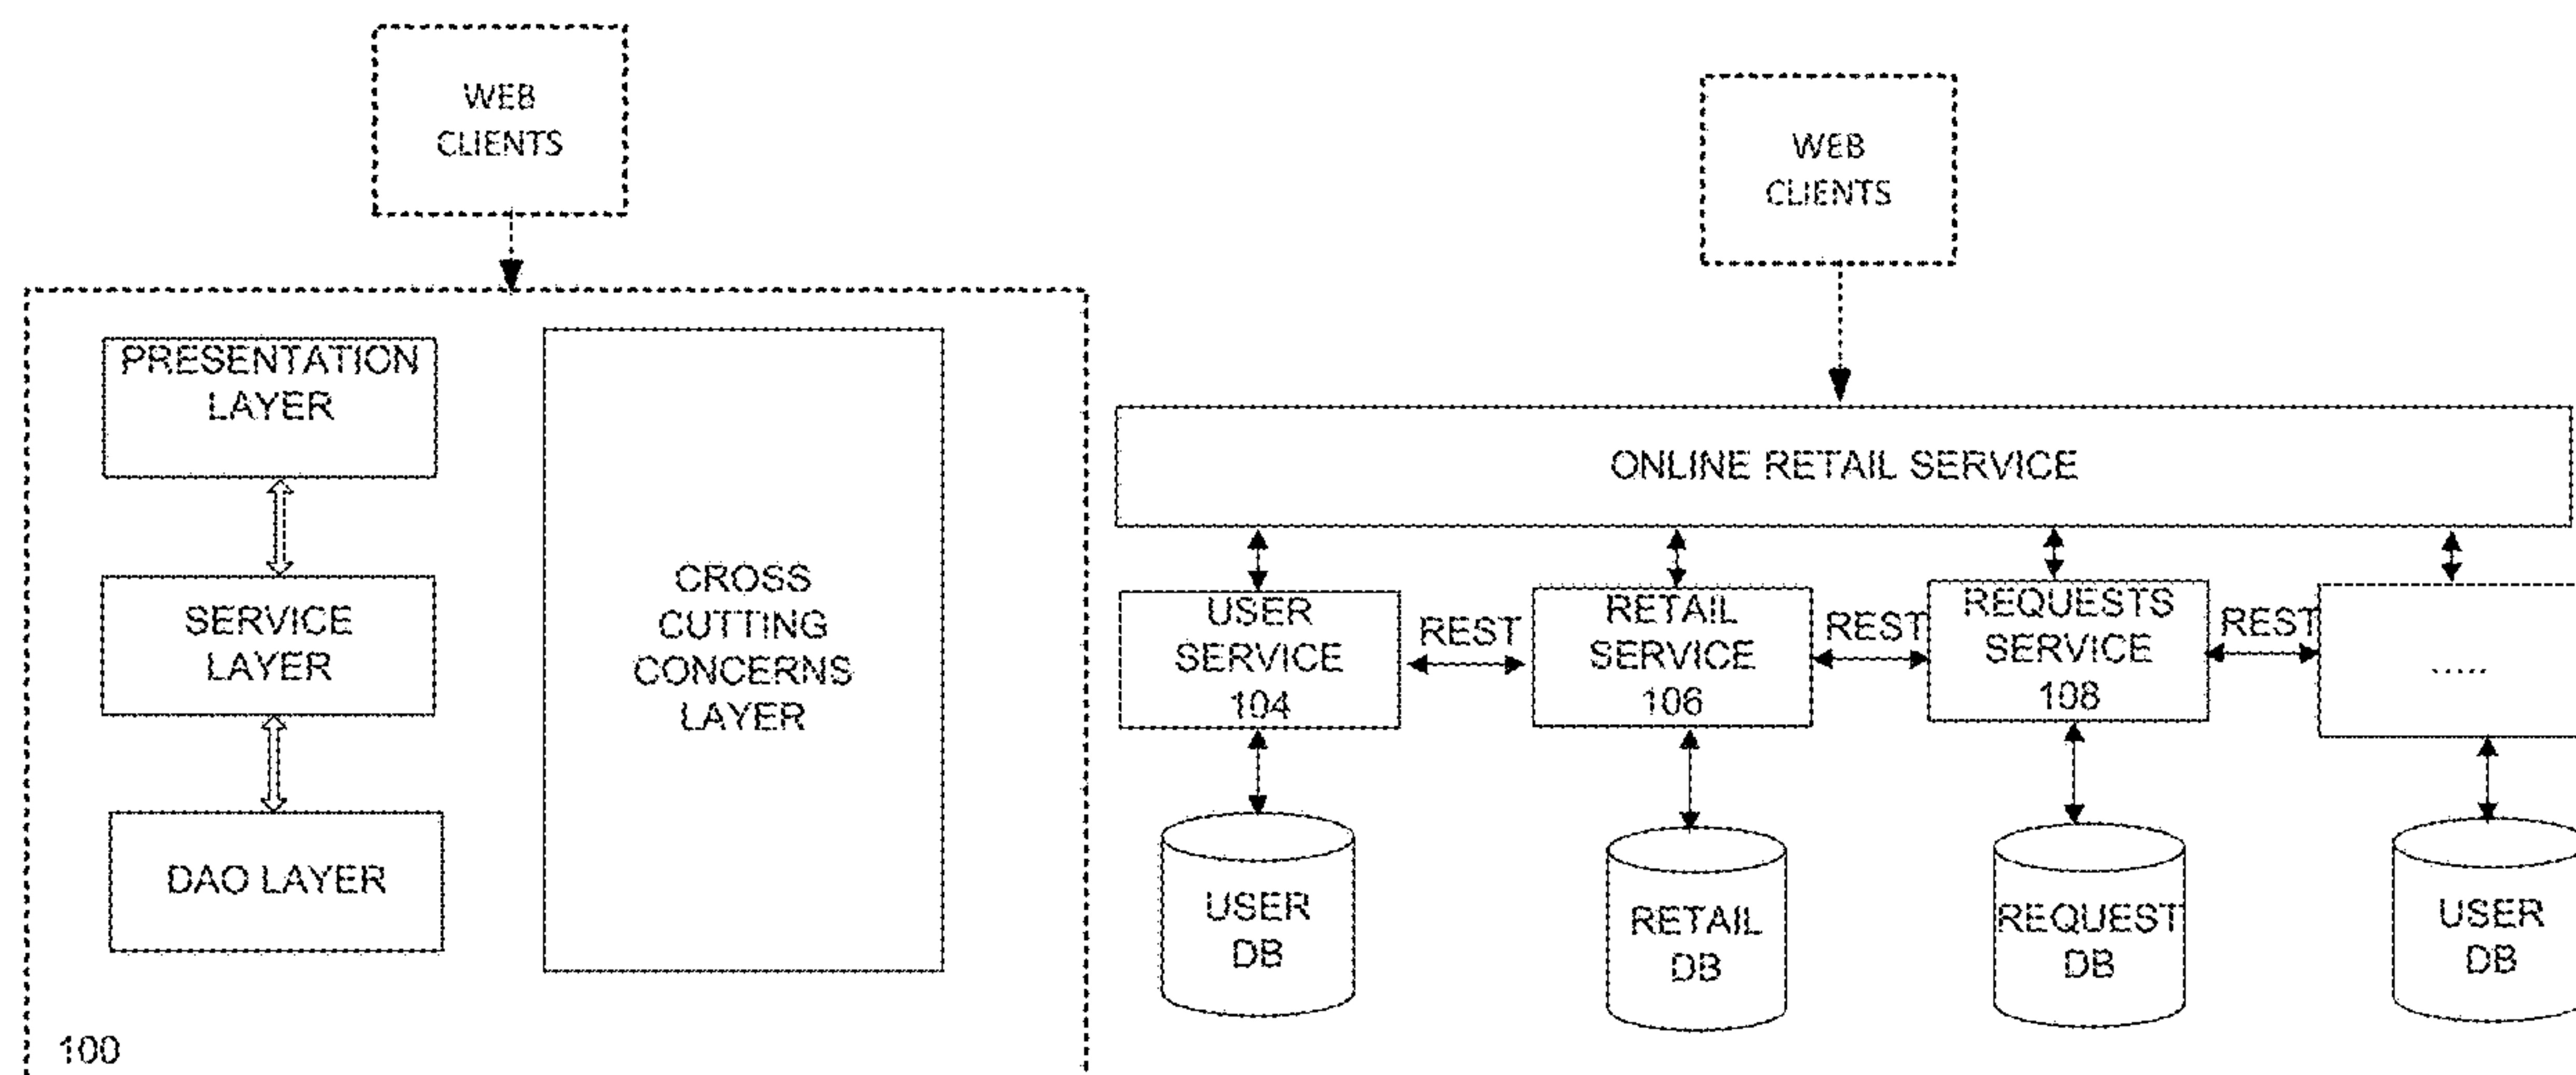 WEB
CLIENTS
PRESENTATION
LAYER
SERVICE
LAYER
DAO LAYER
CROSS
CUTTING
CONCERNS
LAYER
100
WEB
CLIENTS
ONLINE RETAIL SERVICE
USER
SERVICE
104
REST
RETAIL
SERVICE
106
REST
REQUESTS
SERVICE
108
REST
.....
USER
DB
RETAIL
DB
REQUEST
DB
USER
DB